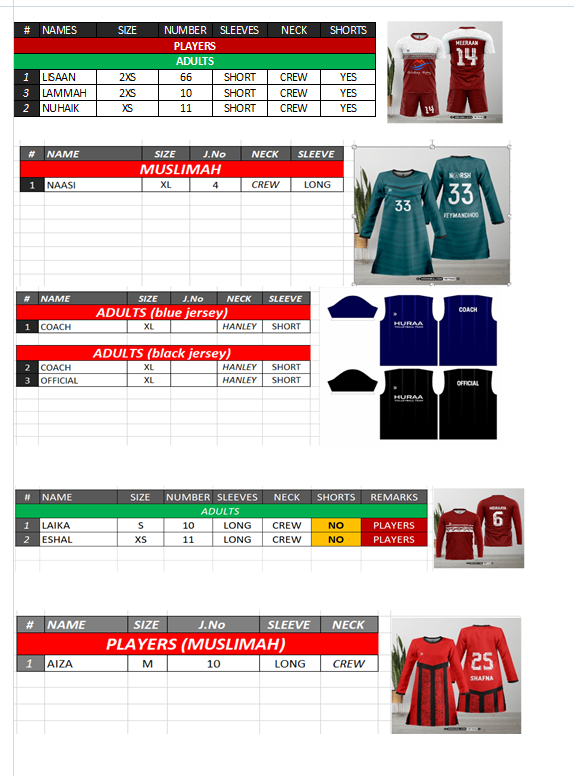 # NAMES SIZE NUMBER SLEEVES NECK SHORTS
PLAYERS
ADULTS
1 LISAAN 2XS 66 SHORT CREW YES
3 LAMMAH 2XS 10 SHORT CREW YES
2 NUHAIK XS 11 SHORT CREW YES
MEERAAN
14
14
# NAME SIZE J.No NECK SLEEVE
MUSLIMAH
1 NAASI XL 4 CREW LONG
33
33
# NAME SIZE J.No NECK SLEEVE
ADULTS (blue jersey)
1 COACH XL HANLEY SHORT
ADULTS (black jersey)
2 COACH XL HANLEY SHORT
3 OFFICIAL XL HANLEY SHORT
HURAA
VOLLEYBALL TEAM
COACH
HURAA
VOLLEYBALL TEAM
OFFICIAL
# NAME SIZE NUMBER SLEEVES NECK SHORTS REMARKS
ADULTS
1 LAIKA S 10 LONG CREW NO PLAYERS
2 ESHAL XS 11 LONG CREW NO PLAYERS
6
# NAME SIZE J.No SLEEVE NECK
PLAYERS (MUSLIMAH)
1 AIZA M 10 LONG CREW
25
SHAFNA